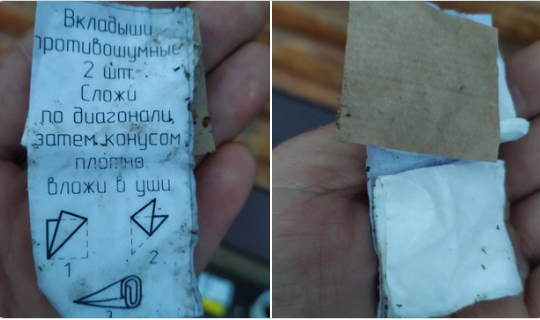 Вкладыши
противошумные
2 шт.
Сложи
по диагонали,
затем конусом
плотно
вложи в уши
1
2
3